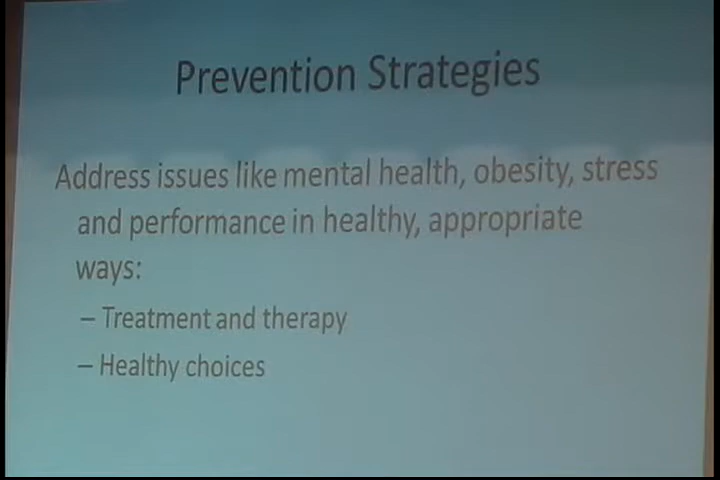 Prevention Strategies
Address issues like mental health, obesity, stress
and performance in healthy, appropriate
ways:
– Treatment and therapy
– Healthy choices